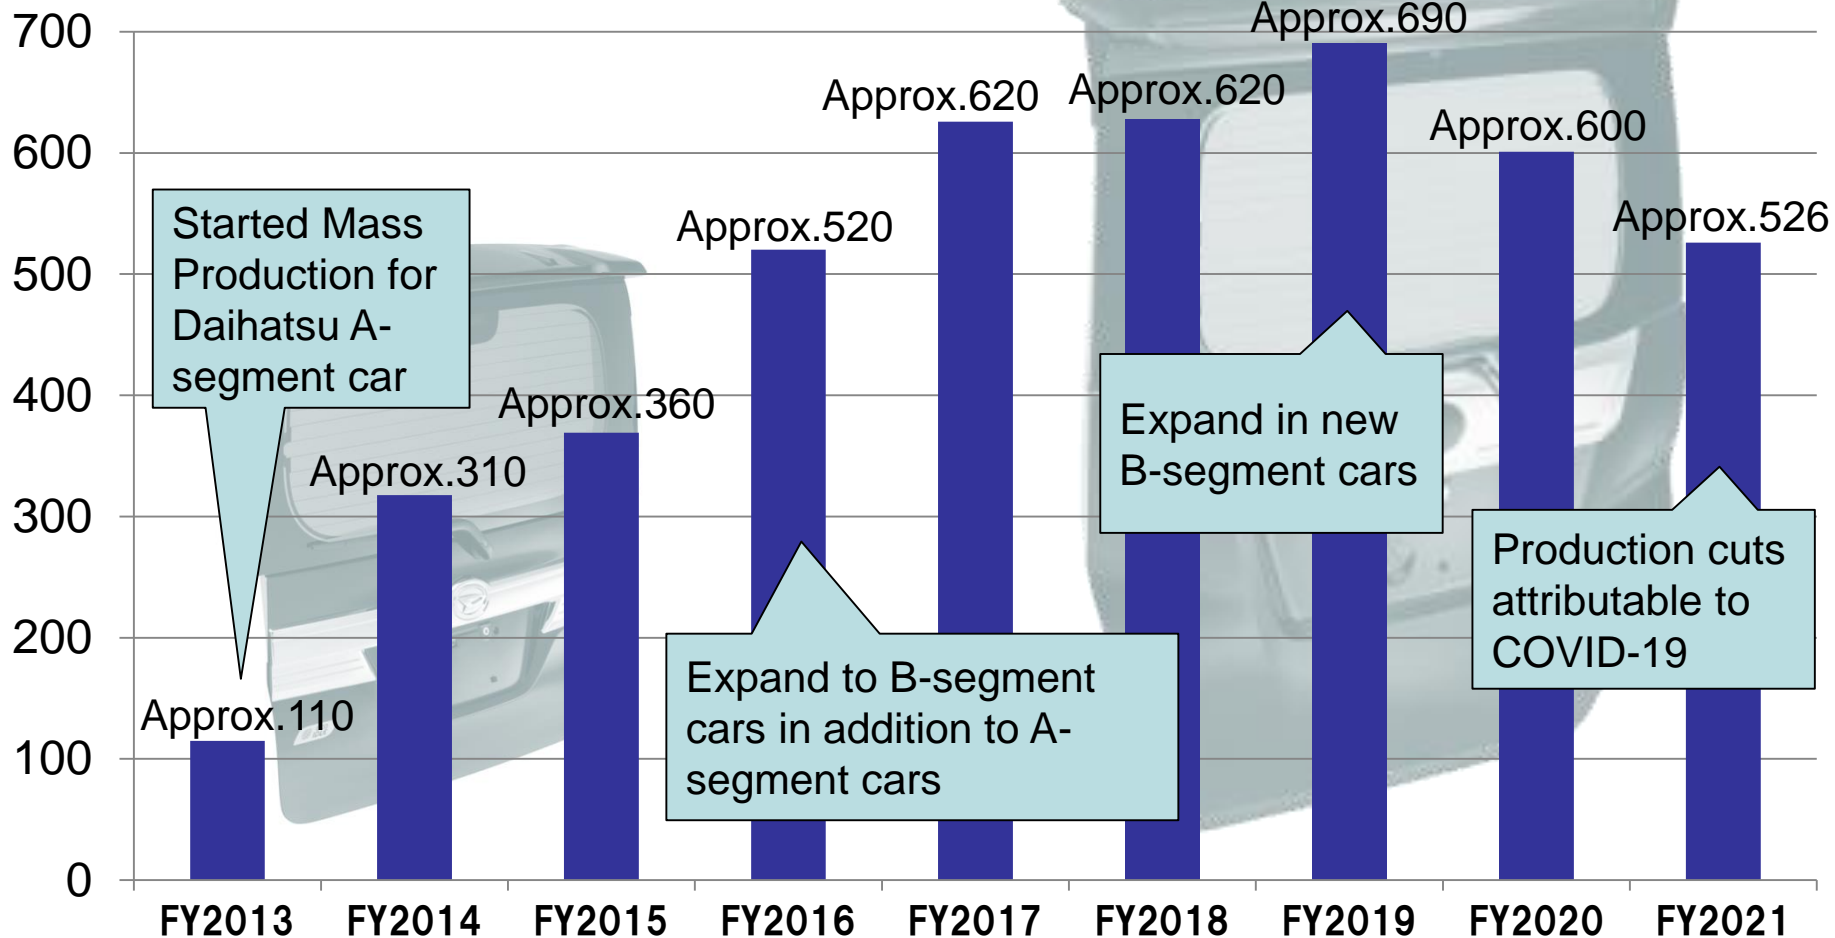 700
600
500
400
300
200
100
0
Approx.110
Approx.310
Approx.360
Approx.520
Approx.620
Approx.620
Approx.690
Approx.600
Approx.526
Started Mass
Production for
Daihatsu A-
segment car
Expand to B-segment
cars in addition to A-
segment cars
Expand in new
B-segment cars
Production cuts
attributable to
COVID-19
FY2013
FY2014
FY2015
FY2016
FY2017
FY2018
FY2019
FY2020
FY2021